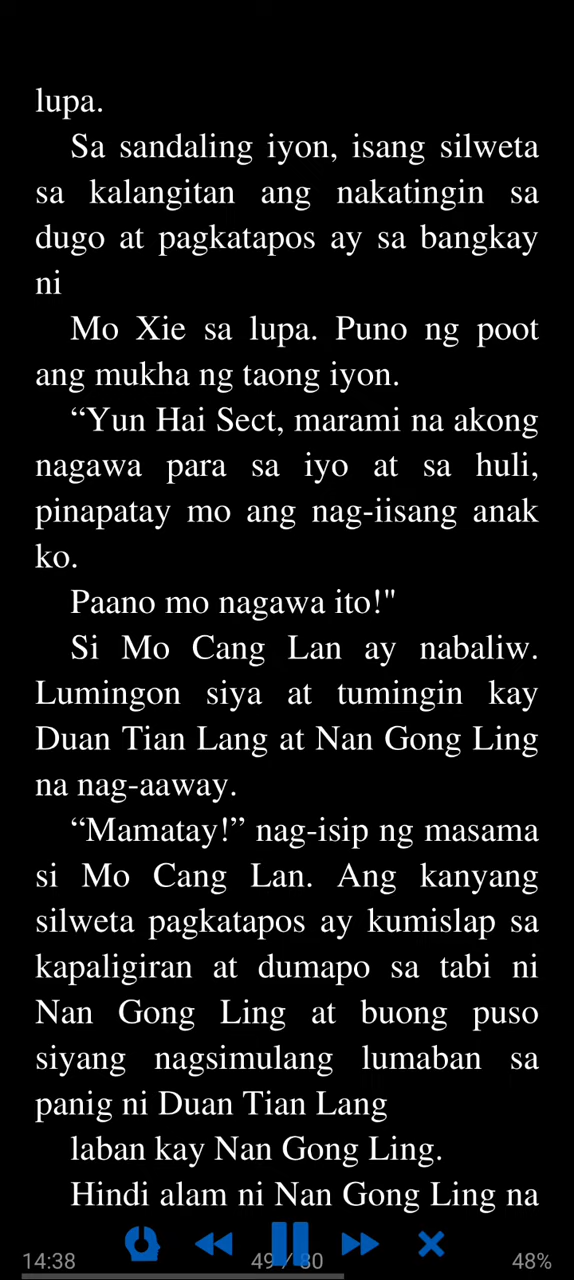 lupa.
Sa sandaling iyon, isang silweta
sa kalangitan ang nakatingin sa
dugo at pagkatapos ay sa bangkay
ni
Mo Xie sa lupa. Puno ng poot
ang mukha ng taong iyon.
“Yun Hai Sect, marami na akong
nagawa para sa iyo at sa huli,
pinapatay mo ang nag-iisang anak
ko.
Paano mo nagawa ito!"
Si Mo Cang Lan ay nabaliw.
Lumingon siya at tumingin kay
Duan Tian Lang at Nan Gong Ling
na nag-aaway.
“Mamatay!” nag-isip ng masama
si Mo Cang Lan. Ang kanyang
silweta pagkatapos ay kumislap sa
kapaligiran at dumapo sa tabi ni
Nan Gong Ling at buong puso
siyang nagsimulang lumaban sa
panig ni Duan Tian Lang
laban kay Nan Gong Ling.
Hindi alam ni Nan Gong Ling na
14:38 49 / 80 48%